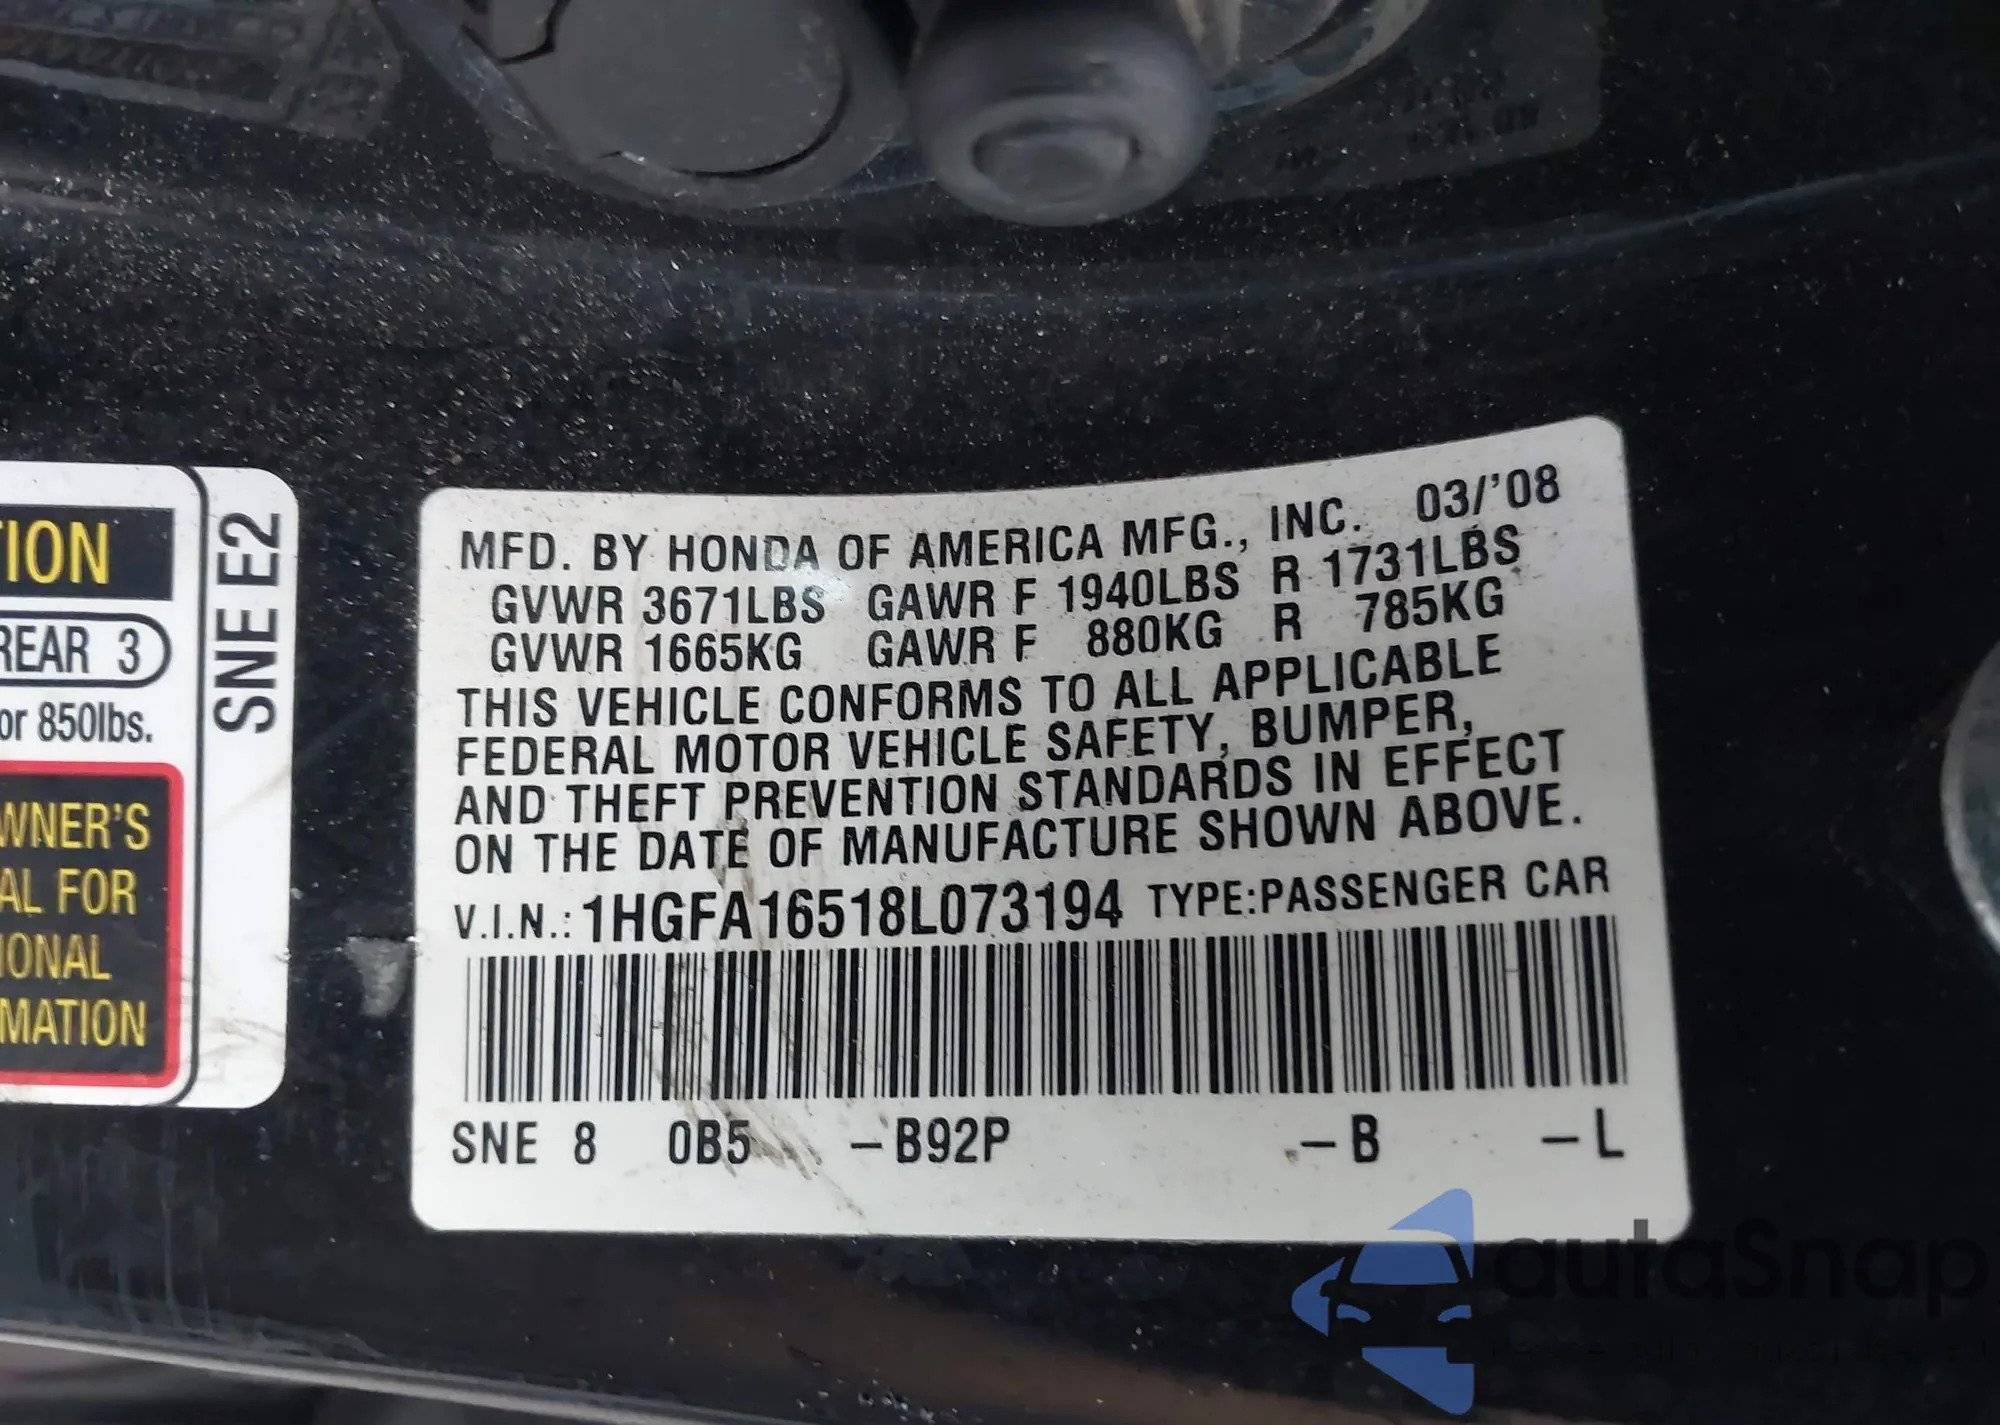 TION
REAR 3
or 850lbs.
WNER'S
AL FOR
IONAL
MATION
SNE E2
MFD. BY HONDA OF AMERICA MFG., INC. 03/'08
GVWR 3671LBS GAWR F 1940LBS R 1731LBS
GVWR 1665KG GAWR F 880KG R 785KG
THIS VEHICLE CONFORMS TO ALL APPLICABLE
FEDERAL MOTOR VEHICLE SAFETY, BUMPER,
AND THEFT PREVENTION STANDARDS IN EFFECT
ON THE DATE OF MANUFACTURE SHOWN ABOVE.
V.I.N.: 1HGFA16518L073194 TYPE:PASSENGER CAR
SNE 8 0B5 –B92P –B –L
autaSnap